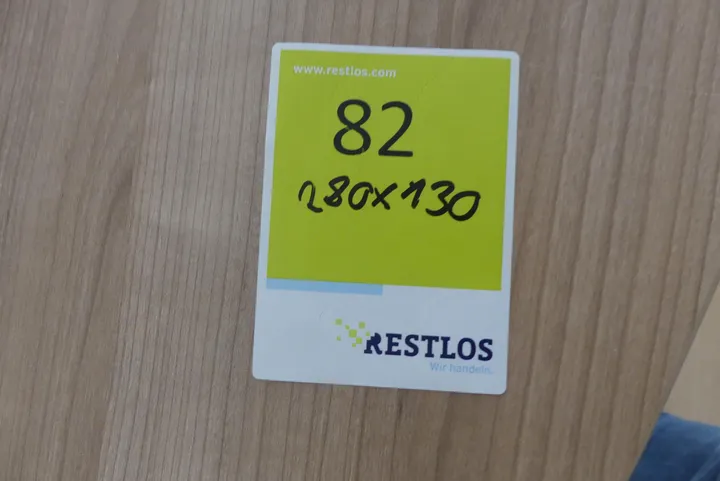 www.restlos.com
82
280x130
RESTLOS
Wir handeln.